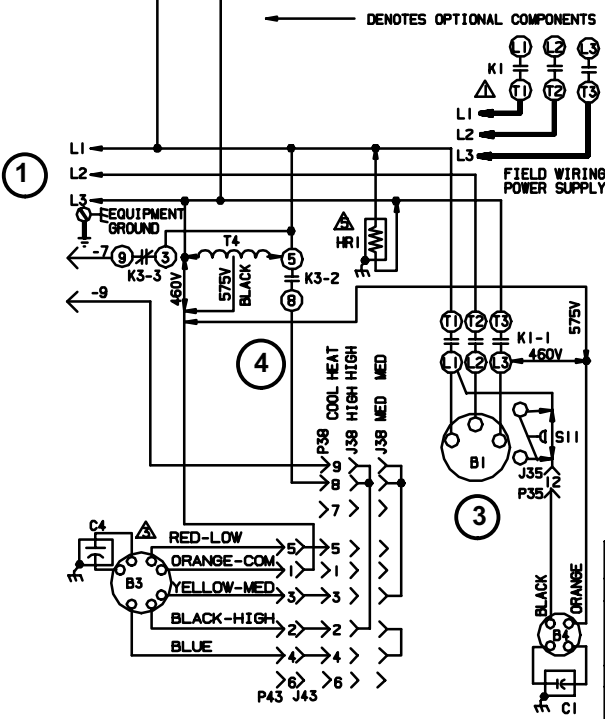 DENOTES OPTIONAL COMPONENTS
L1 L2 L3
K1
1
T1 T2 T3
L1
L2
L3
FIELD WIRING
POWER SUPPLY
1
L1
L2
L3
EQUIPMENT
GROUND
5
HR1
-7
9
3
K3-3
T4
460V
575V
BLACK
5
K3-2
8
-9
4
575V
T1 T2 T3
K1-1
460V
L1 L2 L3
B1
S11
J35
12
P35
3
COOL HEAT
HIGH HIGH
MED MED
P38
J38
J38
9
8
7
C4
3
B3
RED-LOW
5 5
ORANGE-COM
1 1
YELLOW-MED
3 3
BLACK-HIGH
2 2
BLUE
4 4
6 6
P43 J43
BLACK
ORANGE
B4
C1